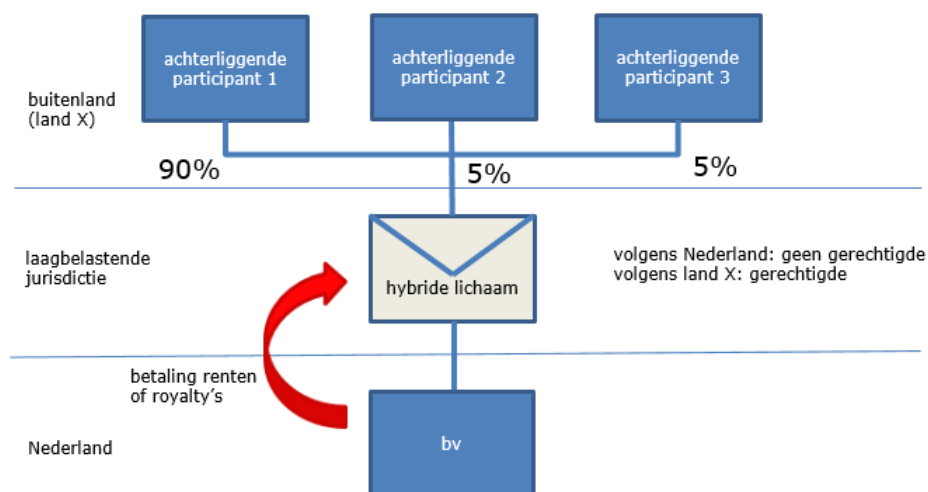 achterliggende
participant 1
achterliggende
participant 2
achterliggende
participant 3
buitenland
(land X)
90%
5%
5%
laagbelastende
jurisdictie
hybride lichaam
volgens Nederland: geen gerechtigde
volgens land X: gerechtigde
betaling renten
of royalty's
Nederland
bv